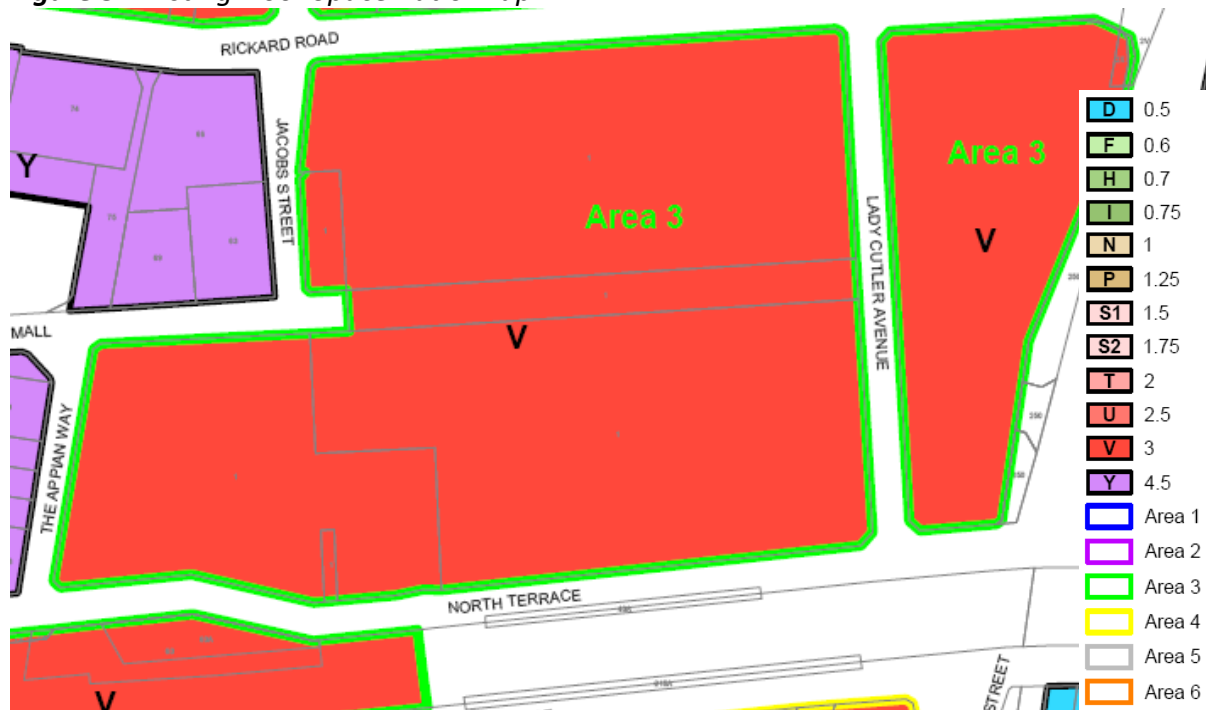 RICKARD ROAD
JACOBS STREET
Y
Area 3
Area 3
V
LADY CUTLER AVENUE
MALL
V
THE APPIAN WAY
NORTH TERRACE
V
STREET
D 0.5
F 0.6
H 0.7
I 0.75
N 1
P 1.25
S1 1.5
S2 1.75
T 2
U 2.5
V 3
Y 4.5
Area 1
Area 2
Area 3
Area 4
Area 5
Area 6